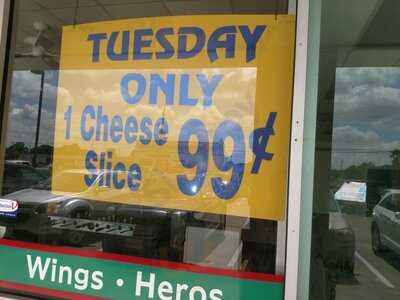 TUESDAY
ONLY
1 Cheese
Slice
99¢
Wings · Heros